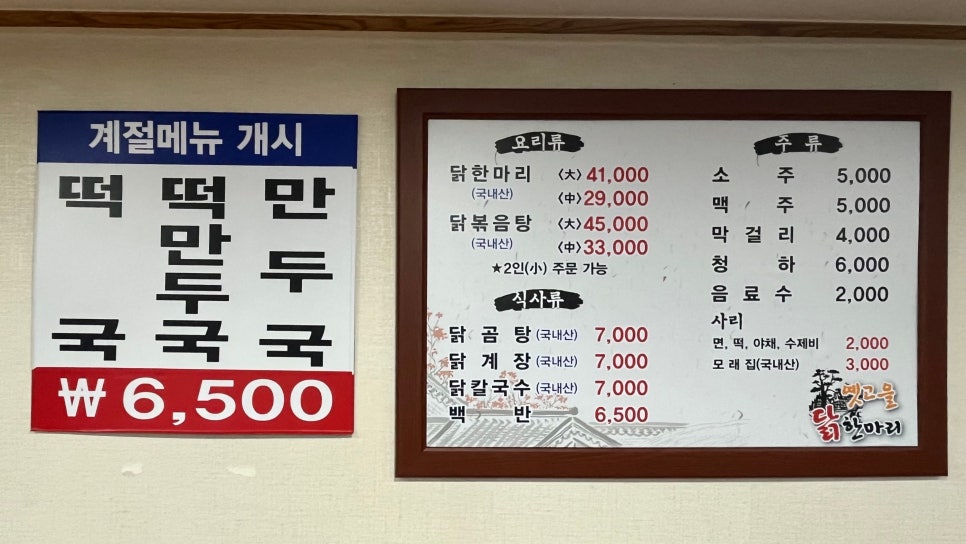 계절메뉴 개시
떡국
떡만두국
만두국
₩6,500
요리류
닭한마리 〈大〉 41,000
(국내산) 〈中〉 29,000
닭볶음탕 〈大〉 45,000
(국내산) 〈中〉 33,000
★2인(小) 주문 가능
식사류
닭곰탕(국내산) 7,000
닭계장(국내산) 7,000
닭칼국수(국내산) 7,000
백반 6,500
주류
소주 5,000
맥주 5,000
막걸리 4,000
청하 6,000
음료수 2,000
사리
면, 떡, 야채, 수제비 2,000
모래집(국내산) 3,000
옛고을
닭한마리